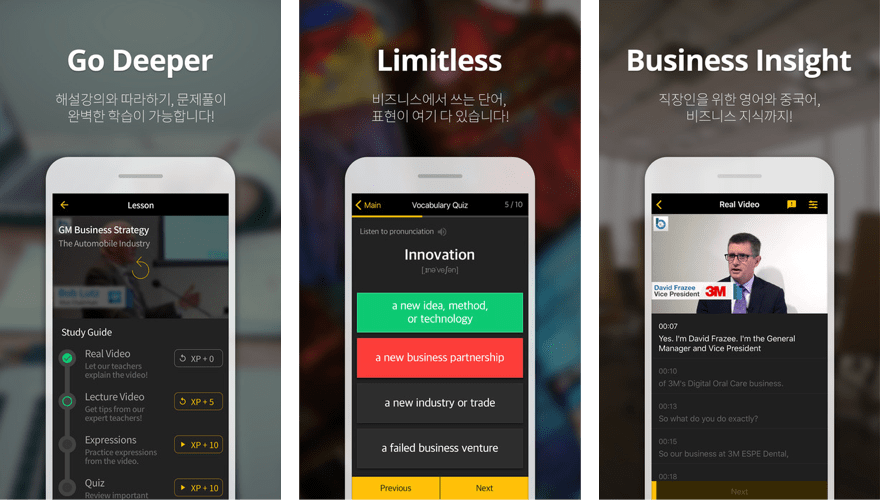 Go Deeper
해설강의와 따라하기, 문제풀이
완벽한 학습이 가능합니다!
Lesson
GM Business Strategy
The Automobile Industry
Bob Lutz
Study Guide
Real Video
Let our teachers
explain the video!
XP + 0
Lecture Video
Get tips from our
expert teachers!
XP + 5
Expressions
Practice expressions
from the video.
XP + 10
Quiz
Review important
XP + 10
Limitless
비즈니스에서 쓰는 단어,
표현이 여기 다 있습니다!
Main
Vocabulary Quiz
5 / 10
Listen to pronunciation
Innovation
[ˌɪnəˈveɪʃən]
a new idea, method,
or technology
a new business partnership
a new industry or trade
a failed business venture
Previous
Next
Business Insight
직장인을 위한 영어와 중국어,
비즈니스 지식까지!
Real Video
b
David Frazee
Vice President
3M
00:07
Yes. I'm David Frazee. I'm the General
Manager and Vice President
00:10
of 3M's Digital Oral Care business.
00:13
So what do you do exactly?
00:15
So our business at 3M ESPE Dental,
00:18
Next